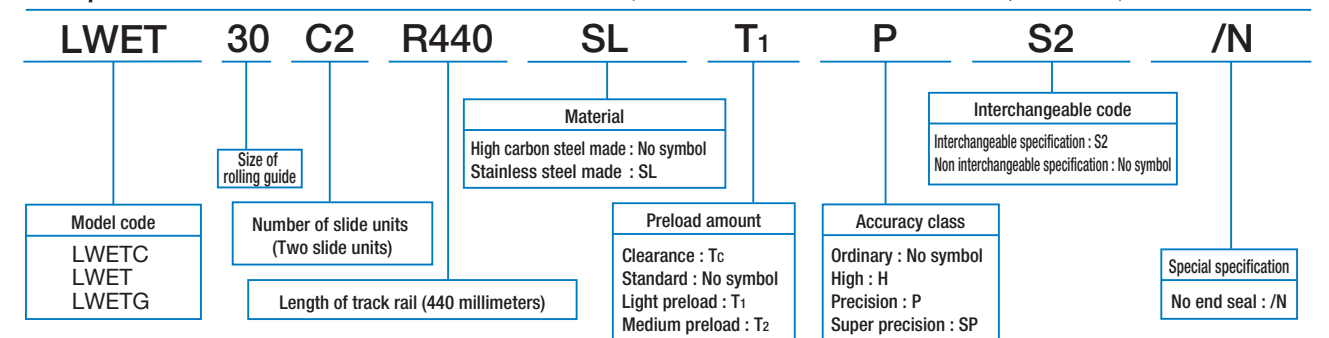 LWET 30 C2 R440 SL T1 P S2 /N
Size of
rolling guide
Material
High carbon steel made : No symbol
Stainless steel made : SL
Interchangeable code
Interchangeable specification : S2
Non interchangeable specification : No symbol
Model code
LWETC
LWET
LWETG
Number of slide units
(Two slide units)
Length of track rail (440 millimeters)
Preload amount
Clearance : Tc
Standard : No symbol
Light preload : T1
Medium preload : T2
Accuracy class
Ordinary : No symbol
High : H
Precision : P
Super precision : SP
Special specification
No end seal : /N